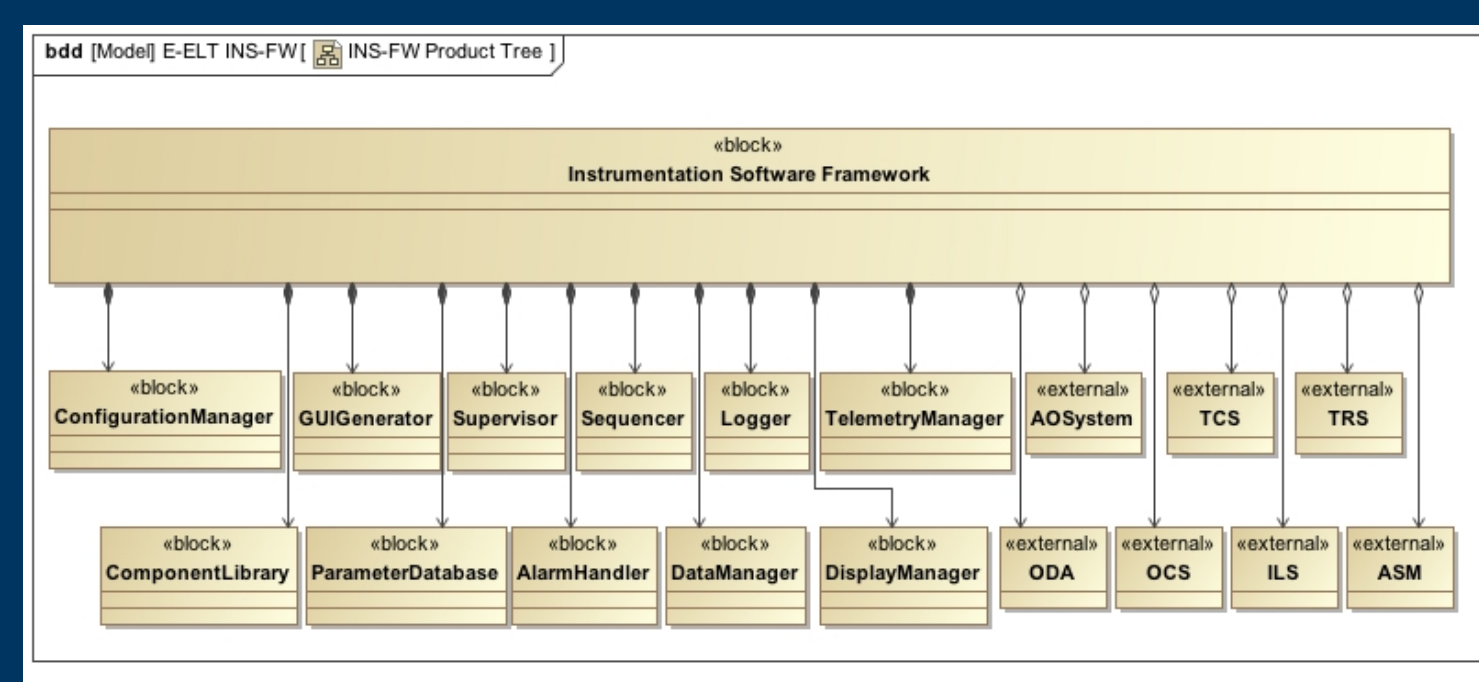 bdd [Model] E-ELT INS-FW [ INS-FW Product Tree ]
«block»
Instrumentation Software Framework
«block»
ConfigurationManager
«block»
GUIGenerator
«block»
Supervisor
«block»
Sequencer
«block»
Logger
«block»
TelemetryManager
«external»
AOSystem
«external»
TCS
«external»
TRS
«block»
ComponentLibrary
«block»
ParameterDatabase
«block»
AlarmHandler
«block»
DataManager
«block»
DisplayManager
«external»
ODA
«external»
OCS
«external»
ILS
«external»
ASM